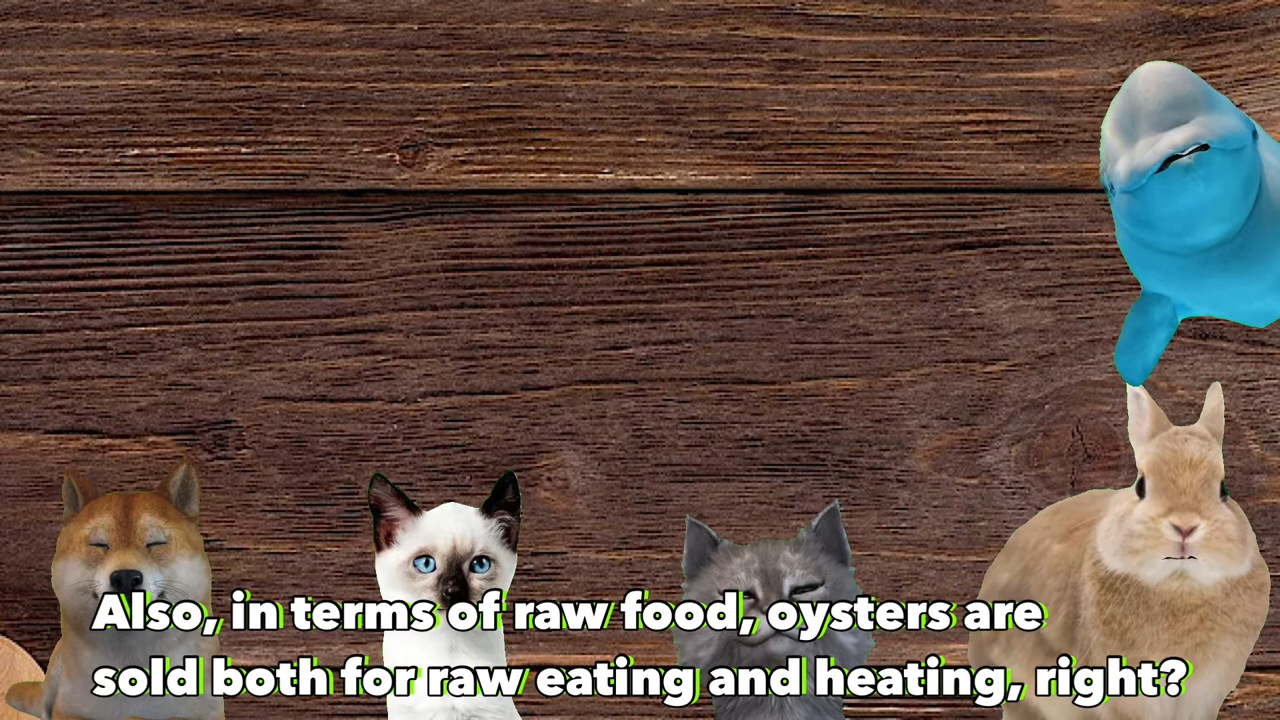 Also, in terms of raw food, oysters are
sold both for raw eating and heating, right?